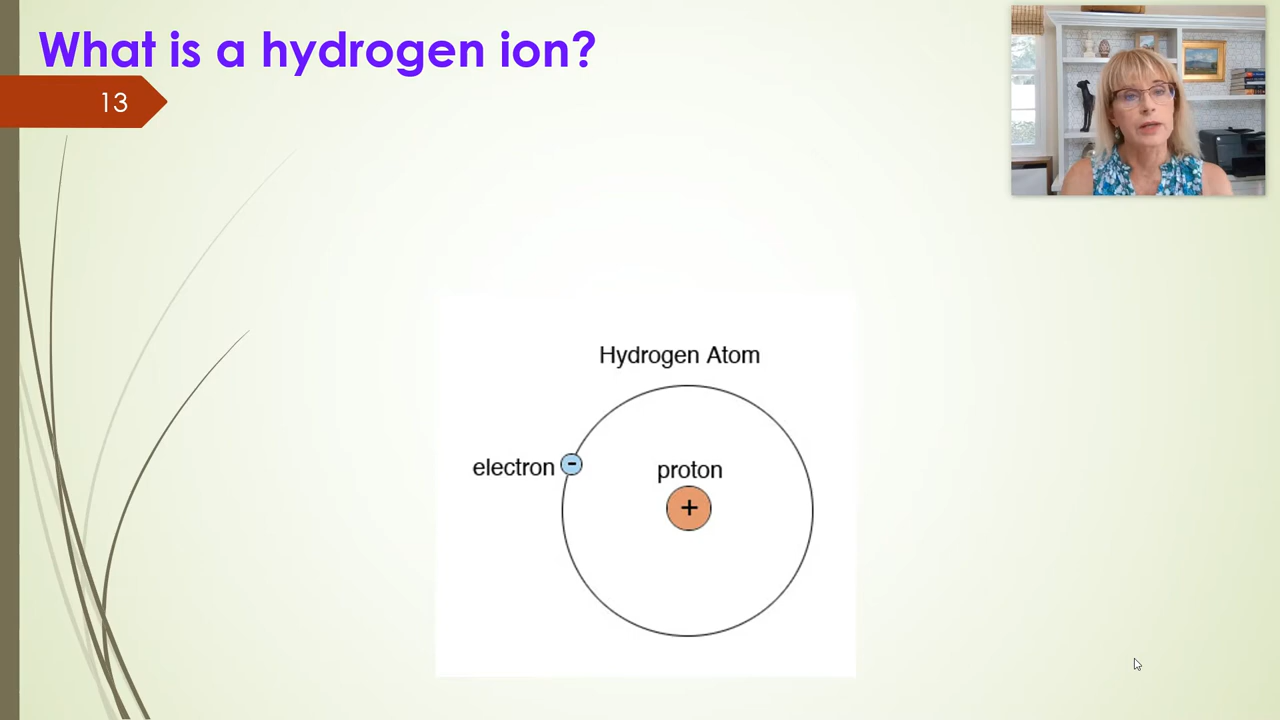 What is a hydrogen ion?
13
Hydrogen Atom
electron -
proton
+